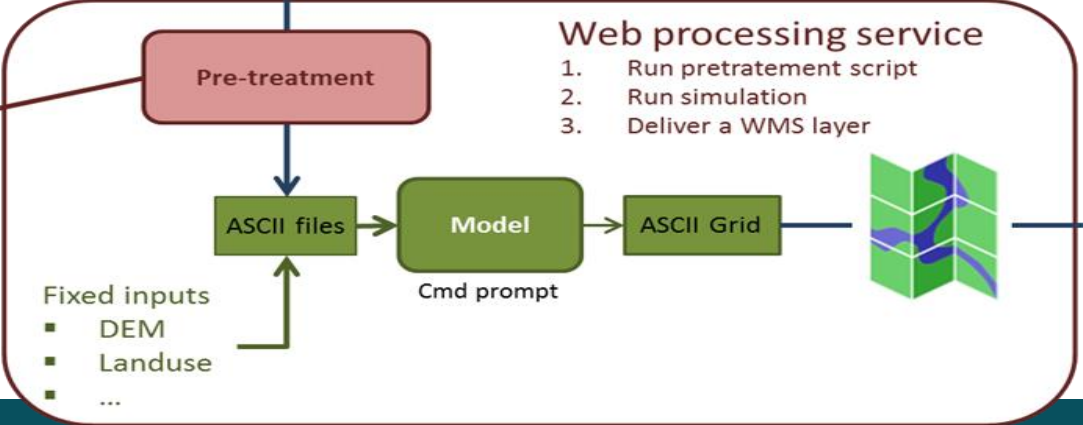 Web processing service
1. Run pretratement script
2. Run simulation
3. Deliver a WMS layer
Pre-treatment
ASCII files
Model
ASCII Grid
Cmd prompt
Fixed inputs
▪ DEM
▪ Landuse
▪ ...